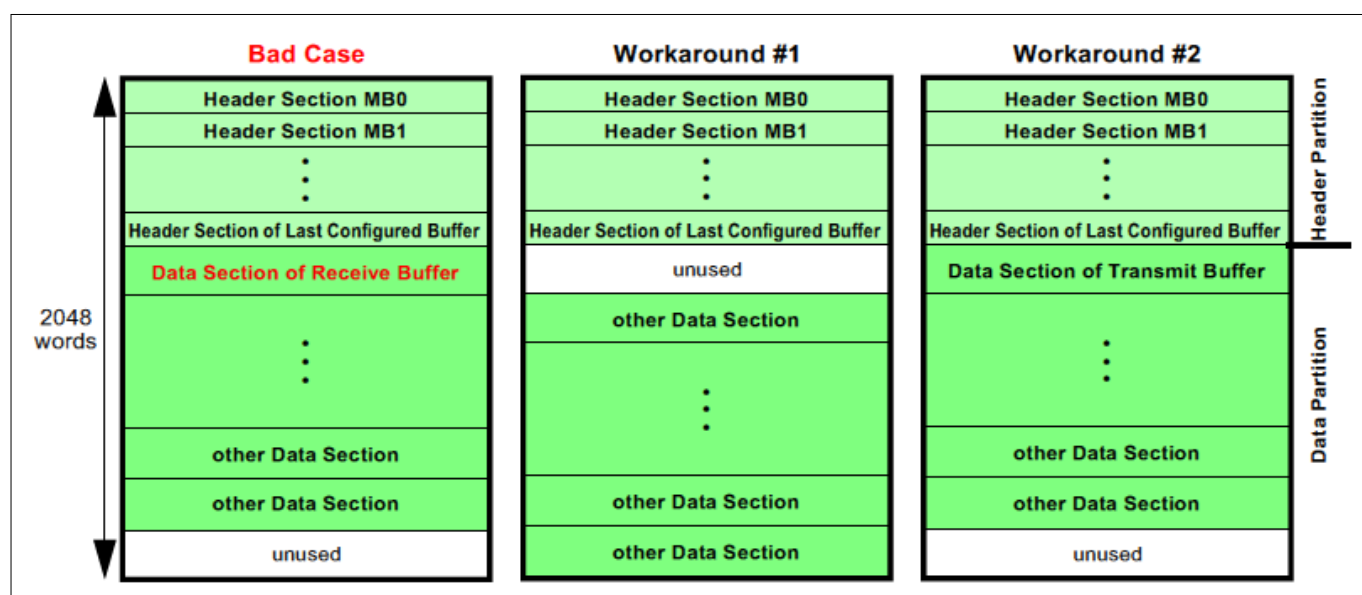 Bad Case
Workaround #1
Workaround #2
2048
words
Header Section MB0
Header Section MB1
Header Section of Last Configured Buffer
Data Section of Receive Buffer
other Data Section
other Data Section
unused
Header Section MB0
Header Section MB1
Header Section of Last Configured Buffer
unused
other Data Section
other Data Section
other Data Section
Header Section MB0
Header Section MB1
Header Section of Last Configured Buffer
Data Section of Transmit Buffer
other Data Section
other Data Section
unused
Header Partition
Data Partition